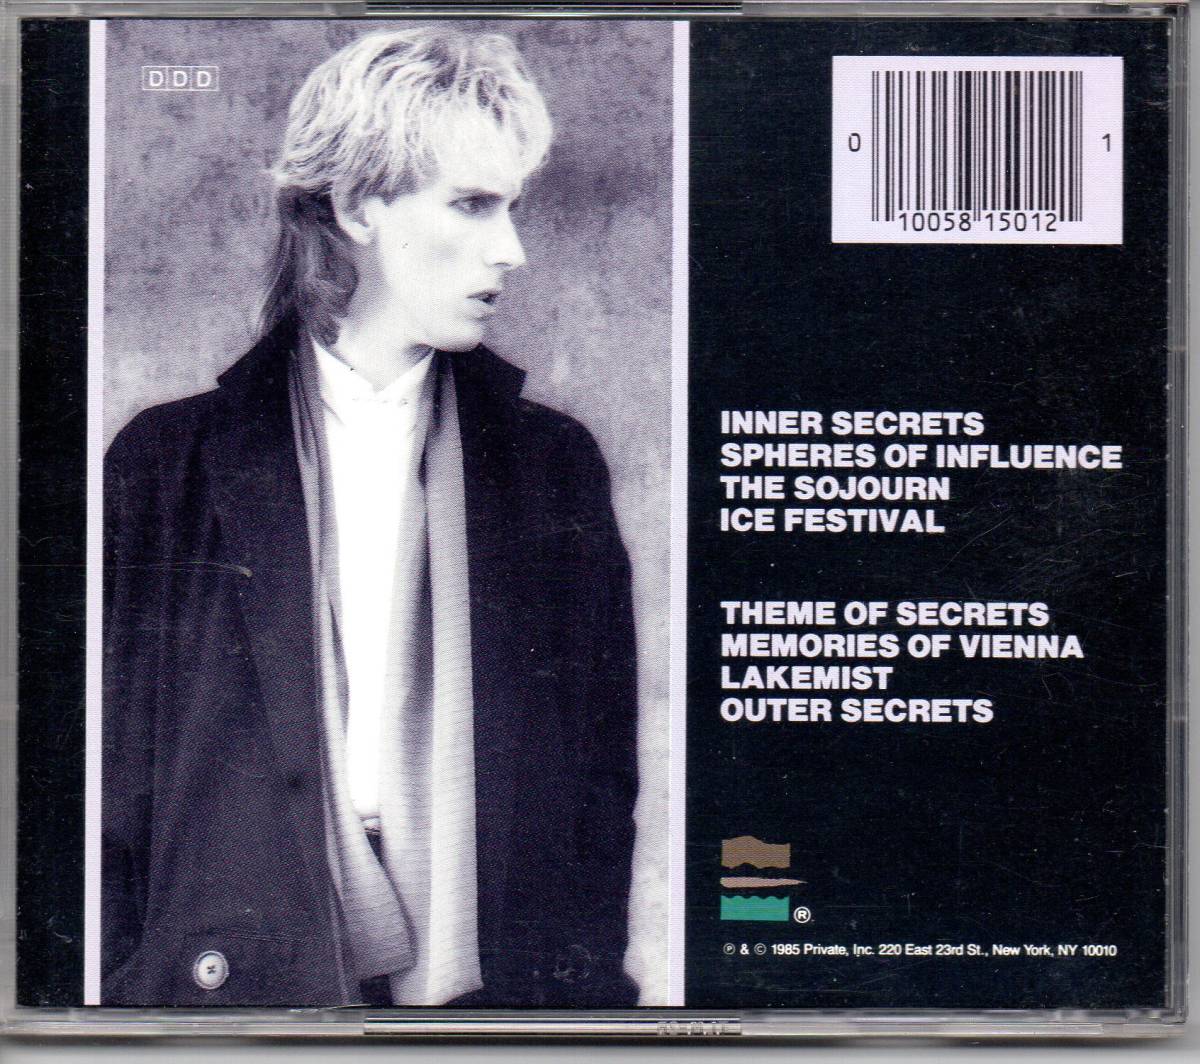 DDD
0
1
10058 15012
INNER SECRETS
SPHERES OF INFLUENCE
THE SOJOURN
ICE FESTIVAL
THEME OF SECRETS
MEMORIES OF VIENNA
LAKEMIST
OUTER SECRETS
®
℗ & © 1985 Private, Inc. 220 East 23rd St., New York, NY 10010